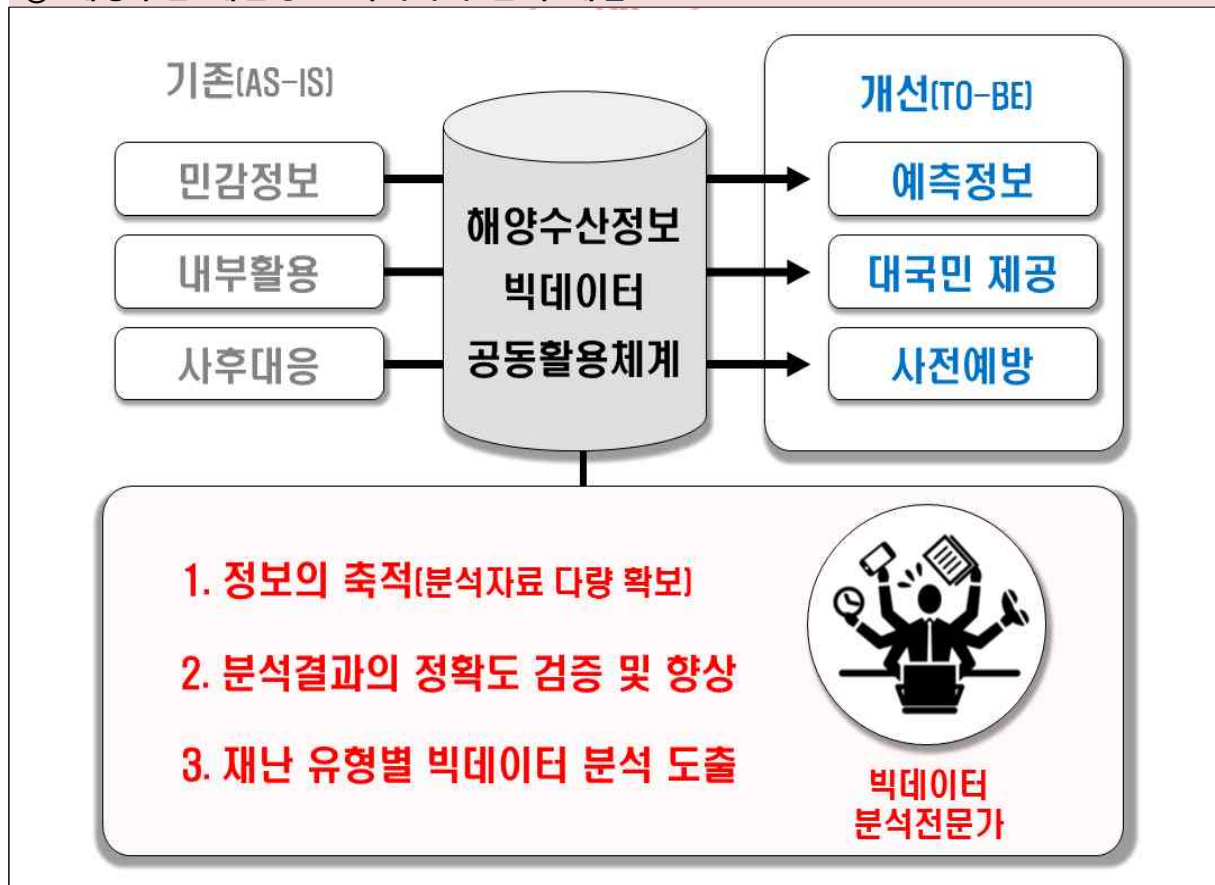 기존(AS-IS)
개선(TO-BE)
민감정보
내부활용
사후대응
해양수산정보
빅데이터
공동활용체계
예측정보
대국민 제공
사전예방
1. 정보의 축적(분석자료 다량 확보)
2. 분석결과의 정확도 검증 및 향상
3. 재난 유형별 빅데이터 분석 도출
빅데이터
분석전문가